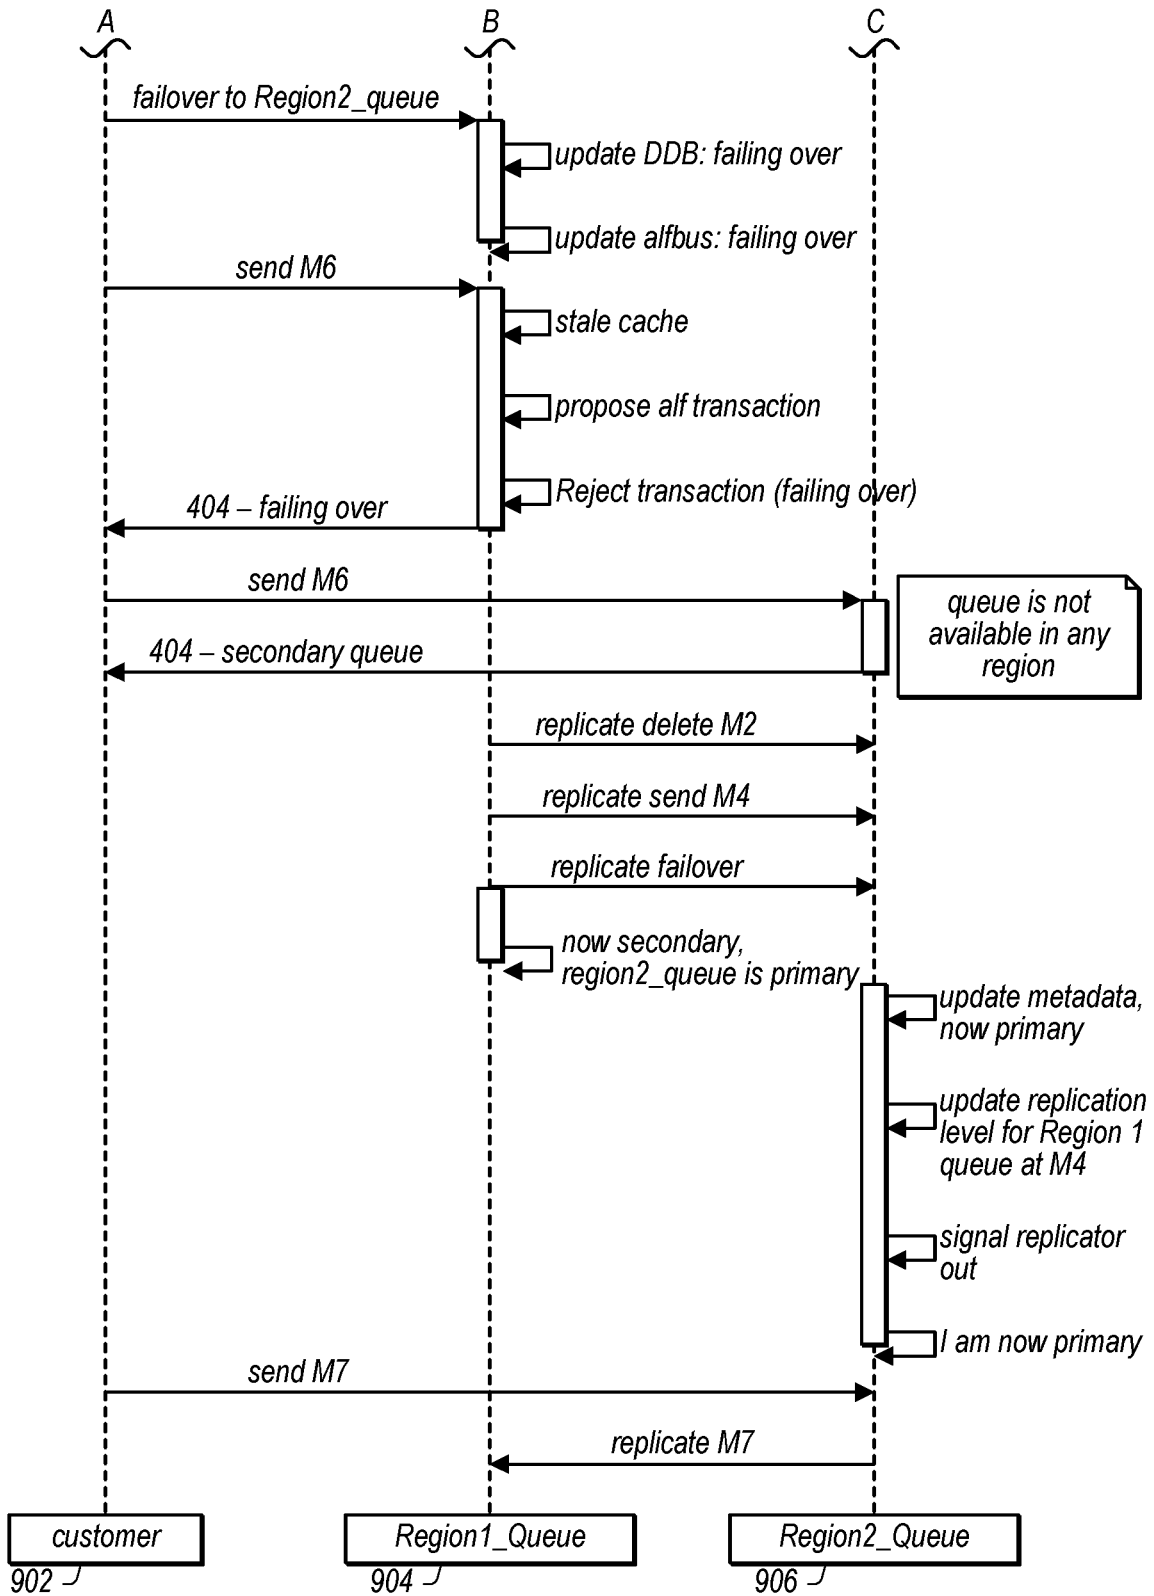 A B C
failover to Region2_queue
update DDB: failing over
update alfbus: failing over
send M6
stale cache
propose alf transaction
Reject transaction (failing over)
404 – failing over
send M6
queue is not
available in any
region
404 – secondary queue
replicate delete M2
replicate send M4
replicate failover
now secondary,
region2_queue is primary
update metadata,
now primary
update replication
level for Region 1
queue at M4
signal replicator
out
I am now primary
send M7
replicate M7
customer Region1_Queue Region2_Queue
902 904 906